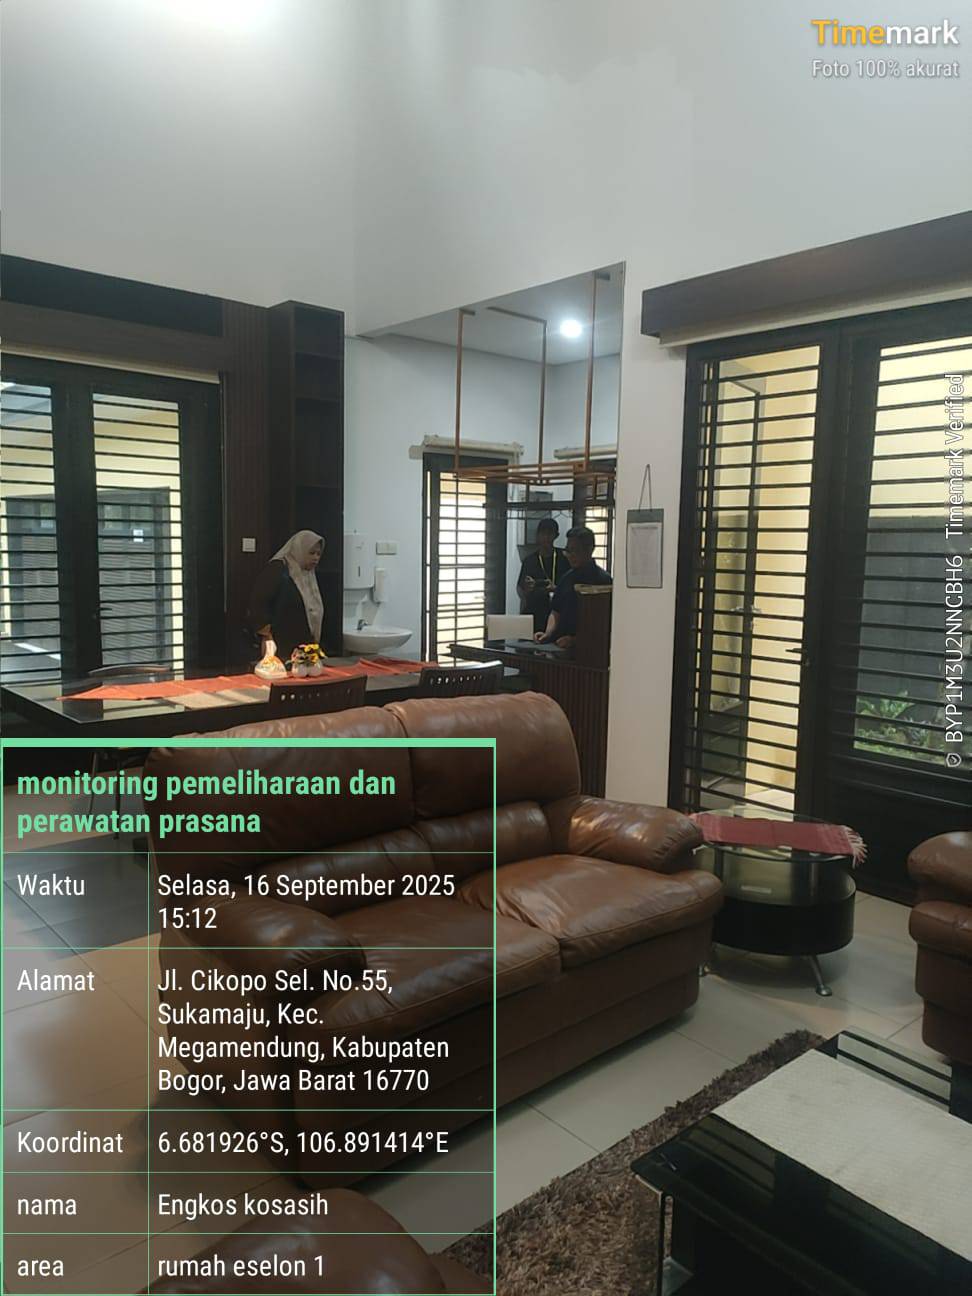 Timemark
Foto 100% akurat
© BYP1M3U2NNCBH6 Timemark Verified
monitoring pemeliharaan dan
perawatan prasana
Waktu
Selasa, 16 September 2025
15:12
Alamat
Jl. Cikopo Sel. No.55,
Sukamaju, Kec.
Megamendung, Kabupaten
Bogor, Jawa Barat 16770
Koordinat
6.681926°S, 106.891414°E
nama
Engkos kosasih
area
rumah eselon 1